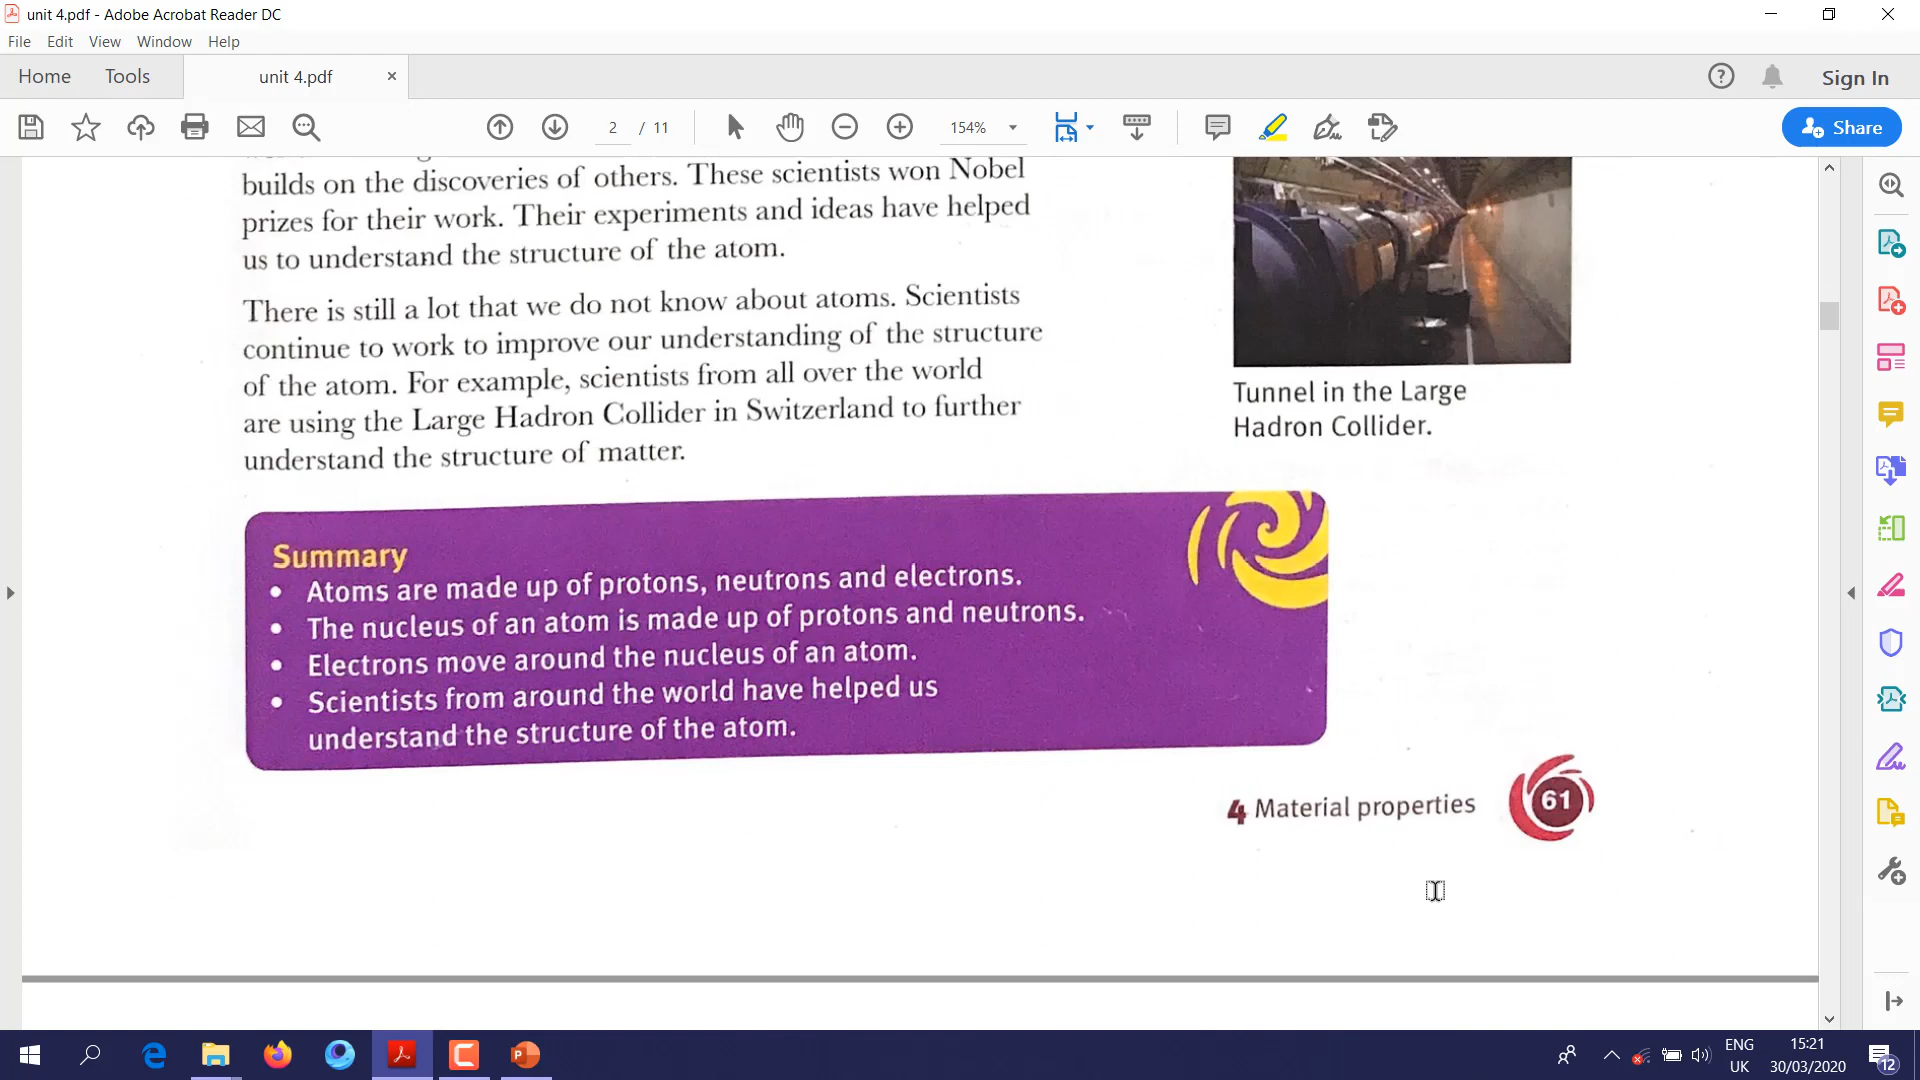 unit 4.pdf - Adobe Acrobat Reader DC
File Edit View Window Help
Home Tools unit 4.pdf × Sign In
2 / 11 154% Share
builds on the discoveries of others. These scientists won Nobel
prizes for their work. Their experiments and ideas have helped
us to understand the structure of the atom.
There is still a lot that we do not know about atoms. Scientists
continue to work to improve our understanding of the structure
of the atom. For example, scientists from all over the world
are using the Large Hadron Collider in Switzerland to further
understand the structure of matter.
Tunnel in the Large
Hadron Collider.
Summary
• Atoms are made up of protons, neutrons and electrons.
• The nucleus of an atom is made up of protons and neutrons.
• Electrons move around the nucleus of an atom.
• Scientists from around the world have helped us
understand the structure of the atom.
4 Material properties 61
ENG 15:21
UK 30/03/2020 12